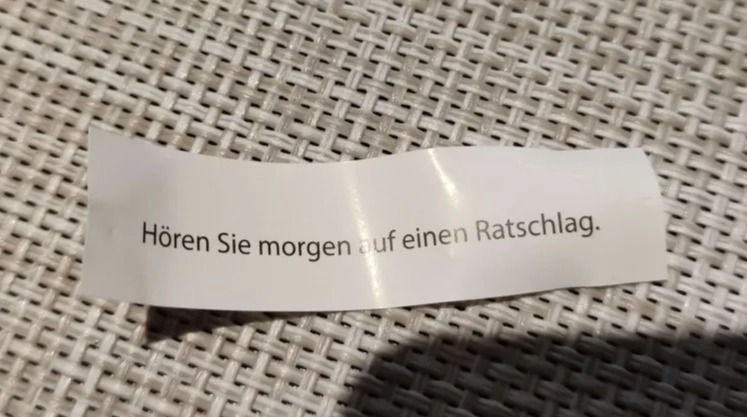 Hören Sie morgen auf einen Ratschlag.